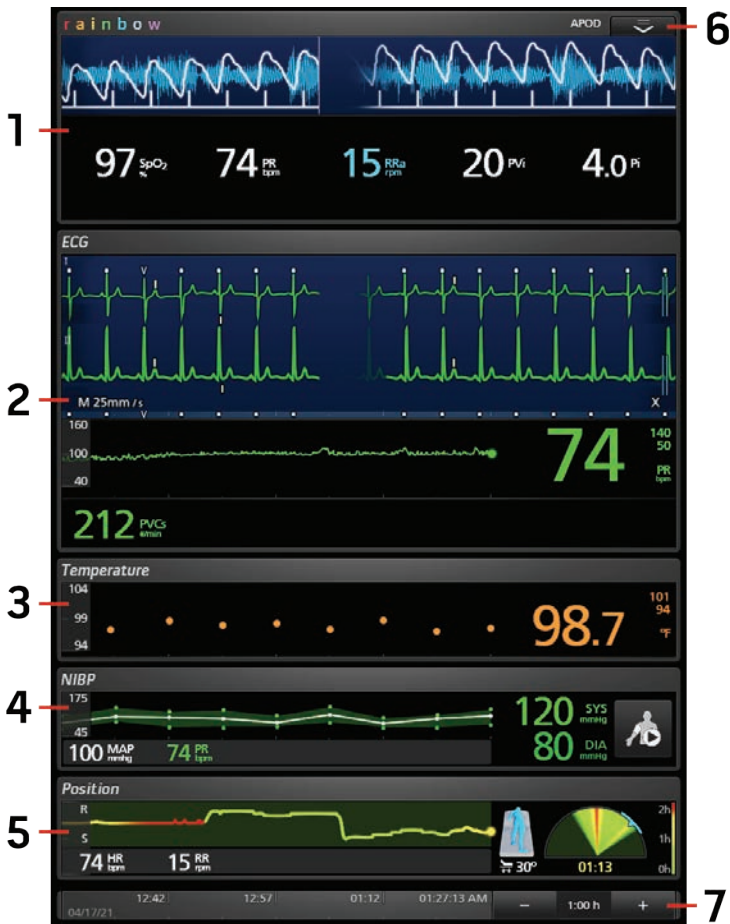 rainbow
APOD
6
1
97 SpO₂ %
74 PR bpm
15 RRa rpm
20 PVi
4.0 Pi
ECG
I
V
II
2
M 25mm/s
X
V
160
100
40
74
140
50
PR
bpm
212 PVCs
Temperature
3
104
99
94
98.7
101
94
°F
NIBP
4
175
45
120 SYS mmHg
80 DIA mmHg
100 MAP mmHg
74 PR bpm
Position
5
R
S
74 HR bpm
15 RR rpm
30°
01:13
2h
1h
0h
12:42
12:57
01:12
01:27:13 AM
04/17/21
−
1:00 h
+
7